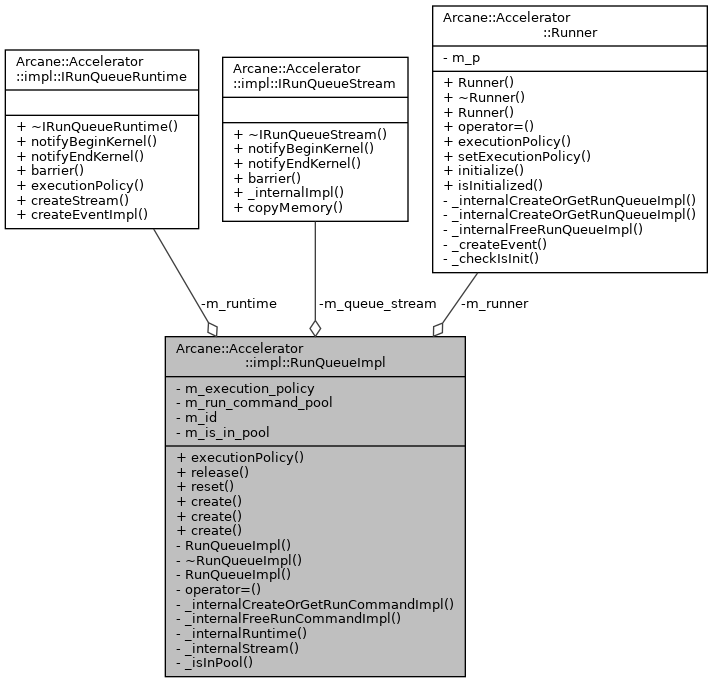 Arcane::Accelerator
::impl::IRunQueueRuntime
+ ~IRunQueueRuntime()
+ notifyBeginKernel()
+ notifyEndKernel()
+ barrier()
+ executionPolicy()
+ createStream()
+ createEventImpl()
Arcane::Accelerator
::impl::IRunQueueStream
+ ~IRunQueueStream()
+ notifyBeginKernel()
+ notifyEndKernel()
+ barrier()
+ _internalImpl()
+ copyMemory()
Arcane::Accelerator
::Runner
- m_p
+ Runner()
+ ~Runner()
+ Runner()
+ operator=()
+ executionPolicy()
+ setExecutionPolicy()
+ initialize()
+ isInitialized()
- _internalCreateOrGetRunQueueImpl()
- _internalCreateOrGetRunQueueImpl()
- _internalFreeRunQueueImpl()
- _createEvent()
- _checkIsInit()
-m_runtime
-m_queue_stream
-m_runner
Arcane::Accelerator
::impl::RunQueueImpl
- m_execution_policy
- m_run_command_pool
- m_id
- m_is_in_pool
+ executionPolicy()
+ release()
+ reset()
+ create()
+ create()
+ create()
- RunQueueImpl()
- ~RunQueueImpl()
- RunQueueImpl()
- operator=()
- _internalCreateOrGetRunCommandImpl()
- _internalFreeRunCommandImpl()
- _internalRuntime()
- _internalStream()
- _isInPool()